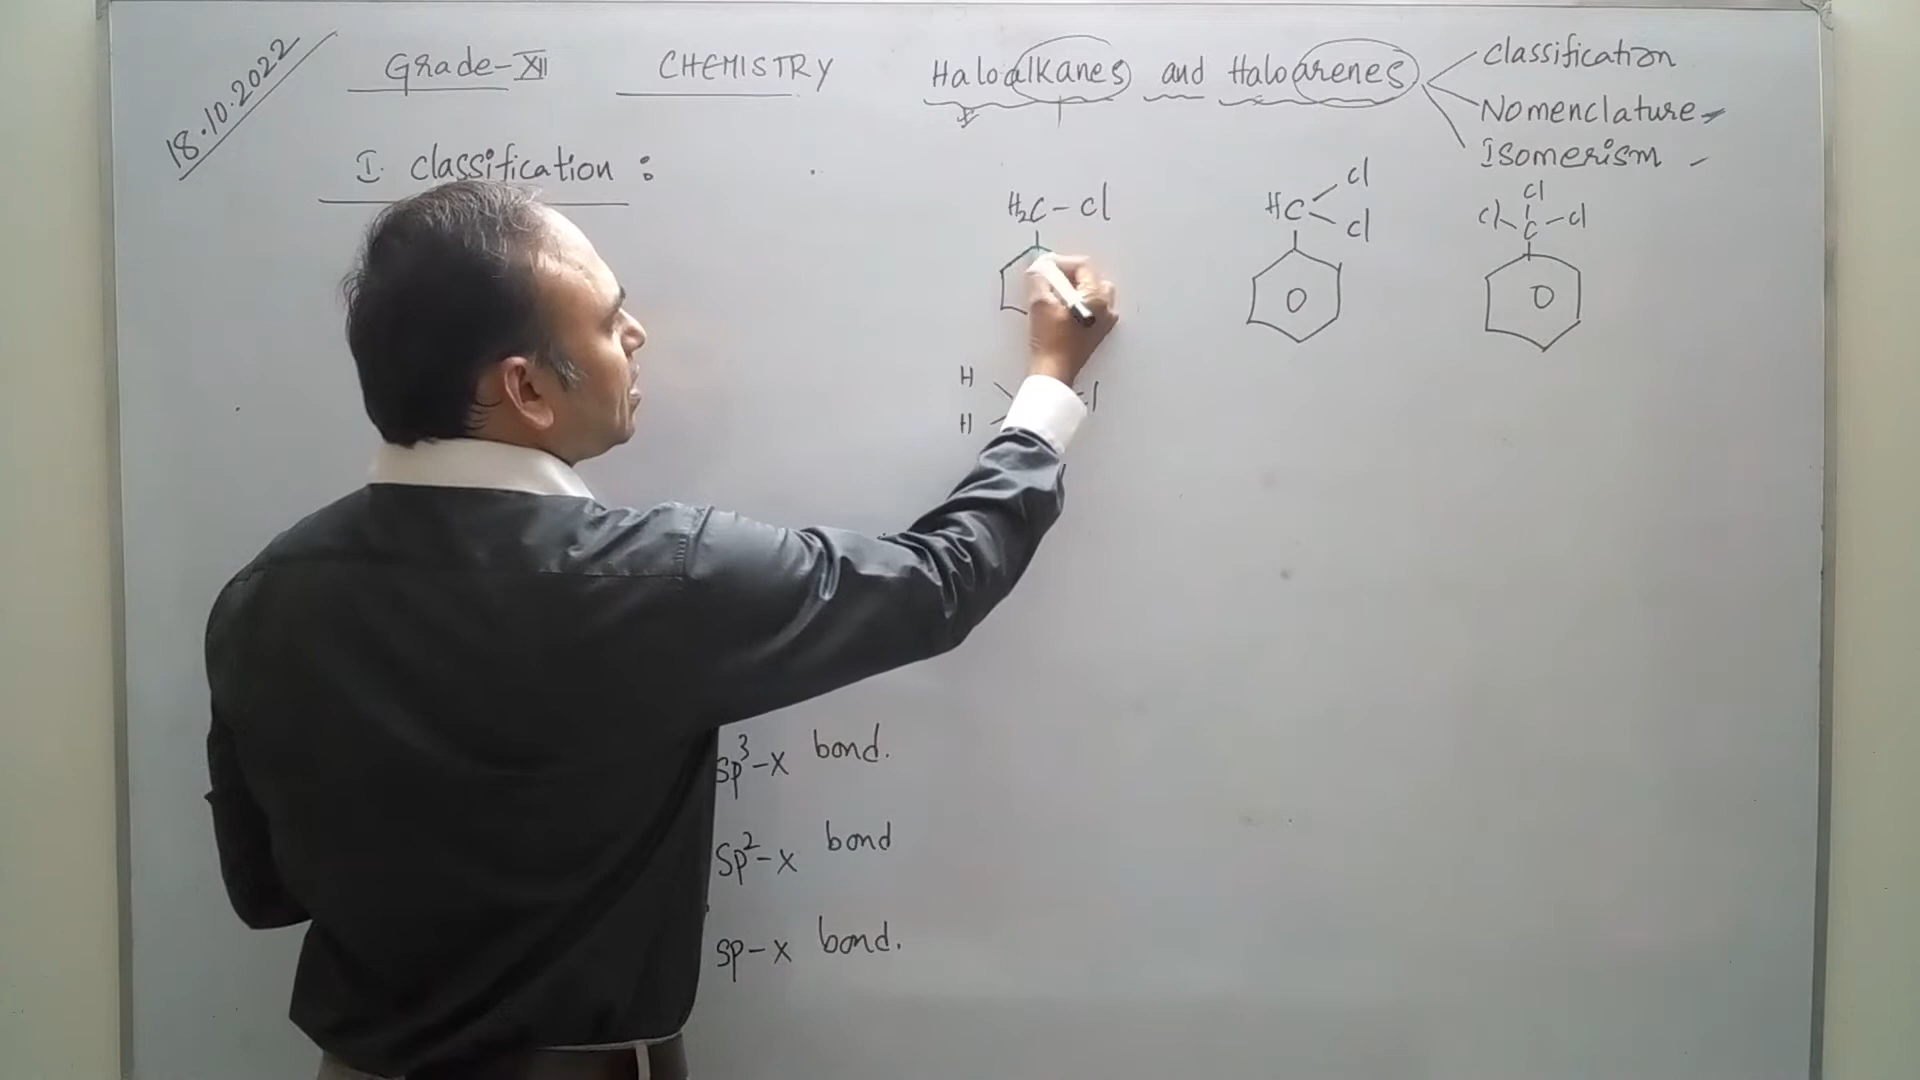 18.10.2022
Grade-XII CHEMISTRY Haloalkanes and Haloarenes
Classification
Nomenclature
Isomerism
I. Classification :
H₂C-Cl
HC Cl Cl
Cl
Cl C Cl
H
H
sp³-x bond.
sp²-x bond
sp-x bond.